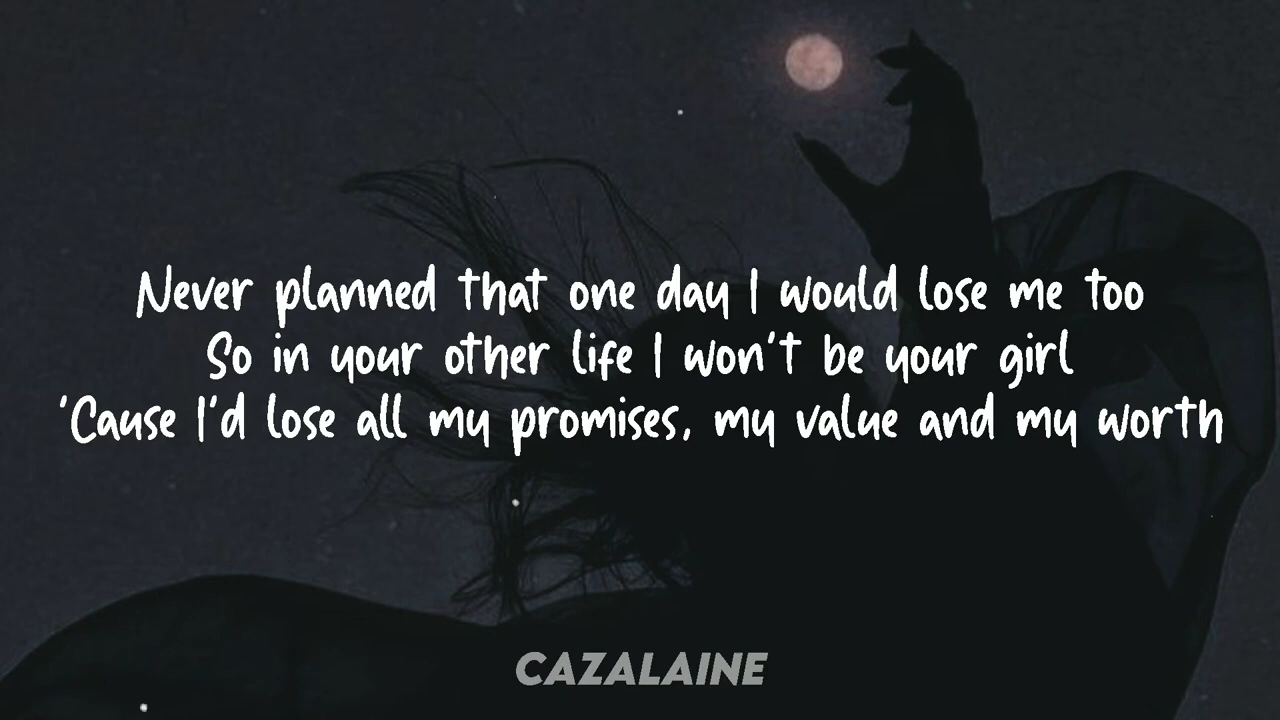 Never planned that one day I would lose me too
So in your other life I won't be your girl
'Cause I'd lose all my promises, my value and my worth
CAZALAINE